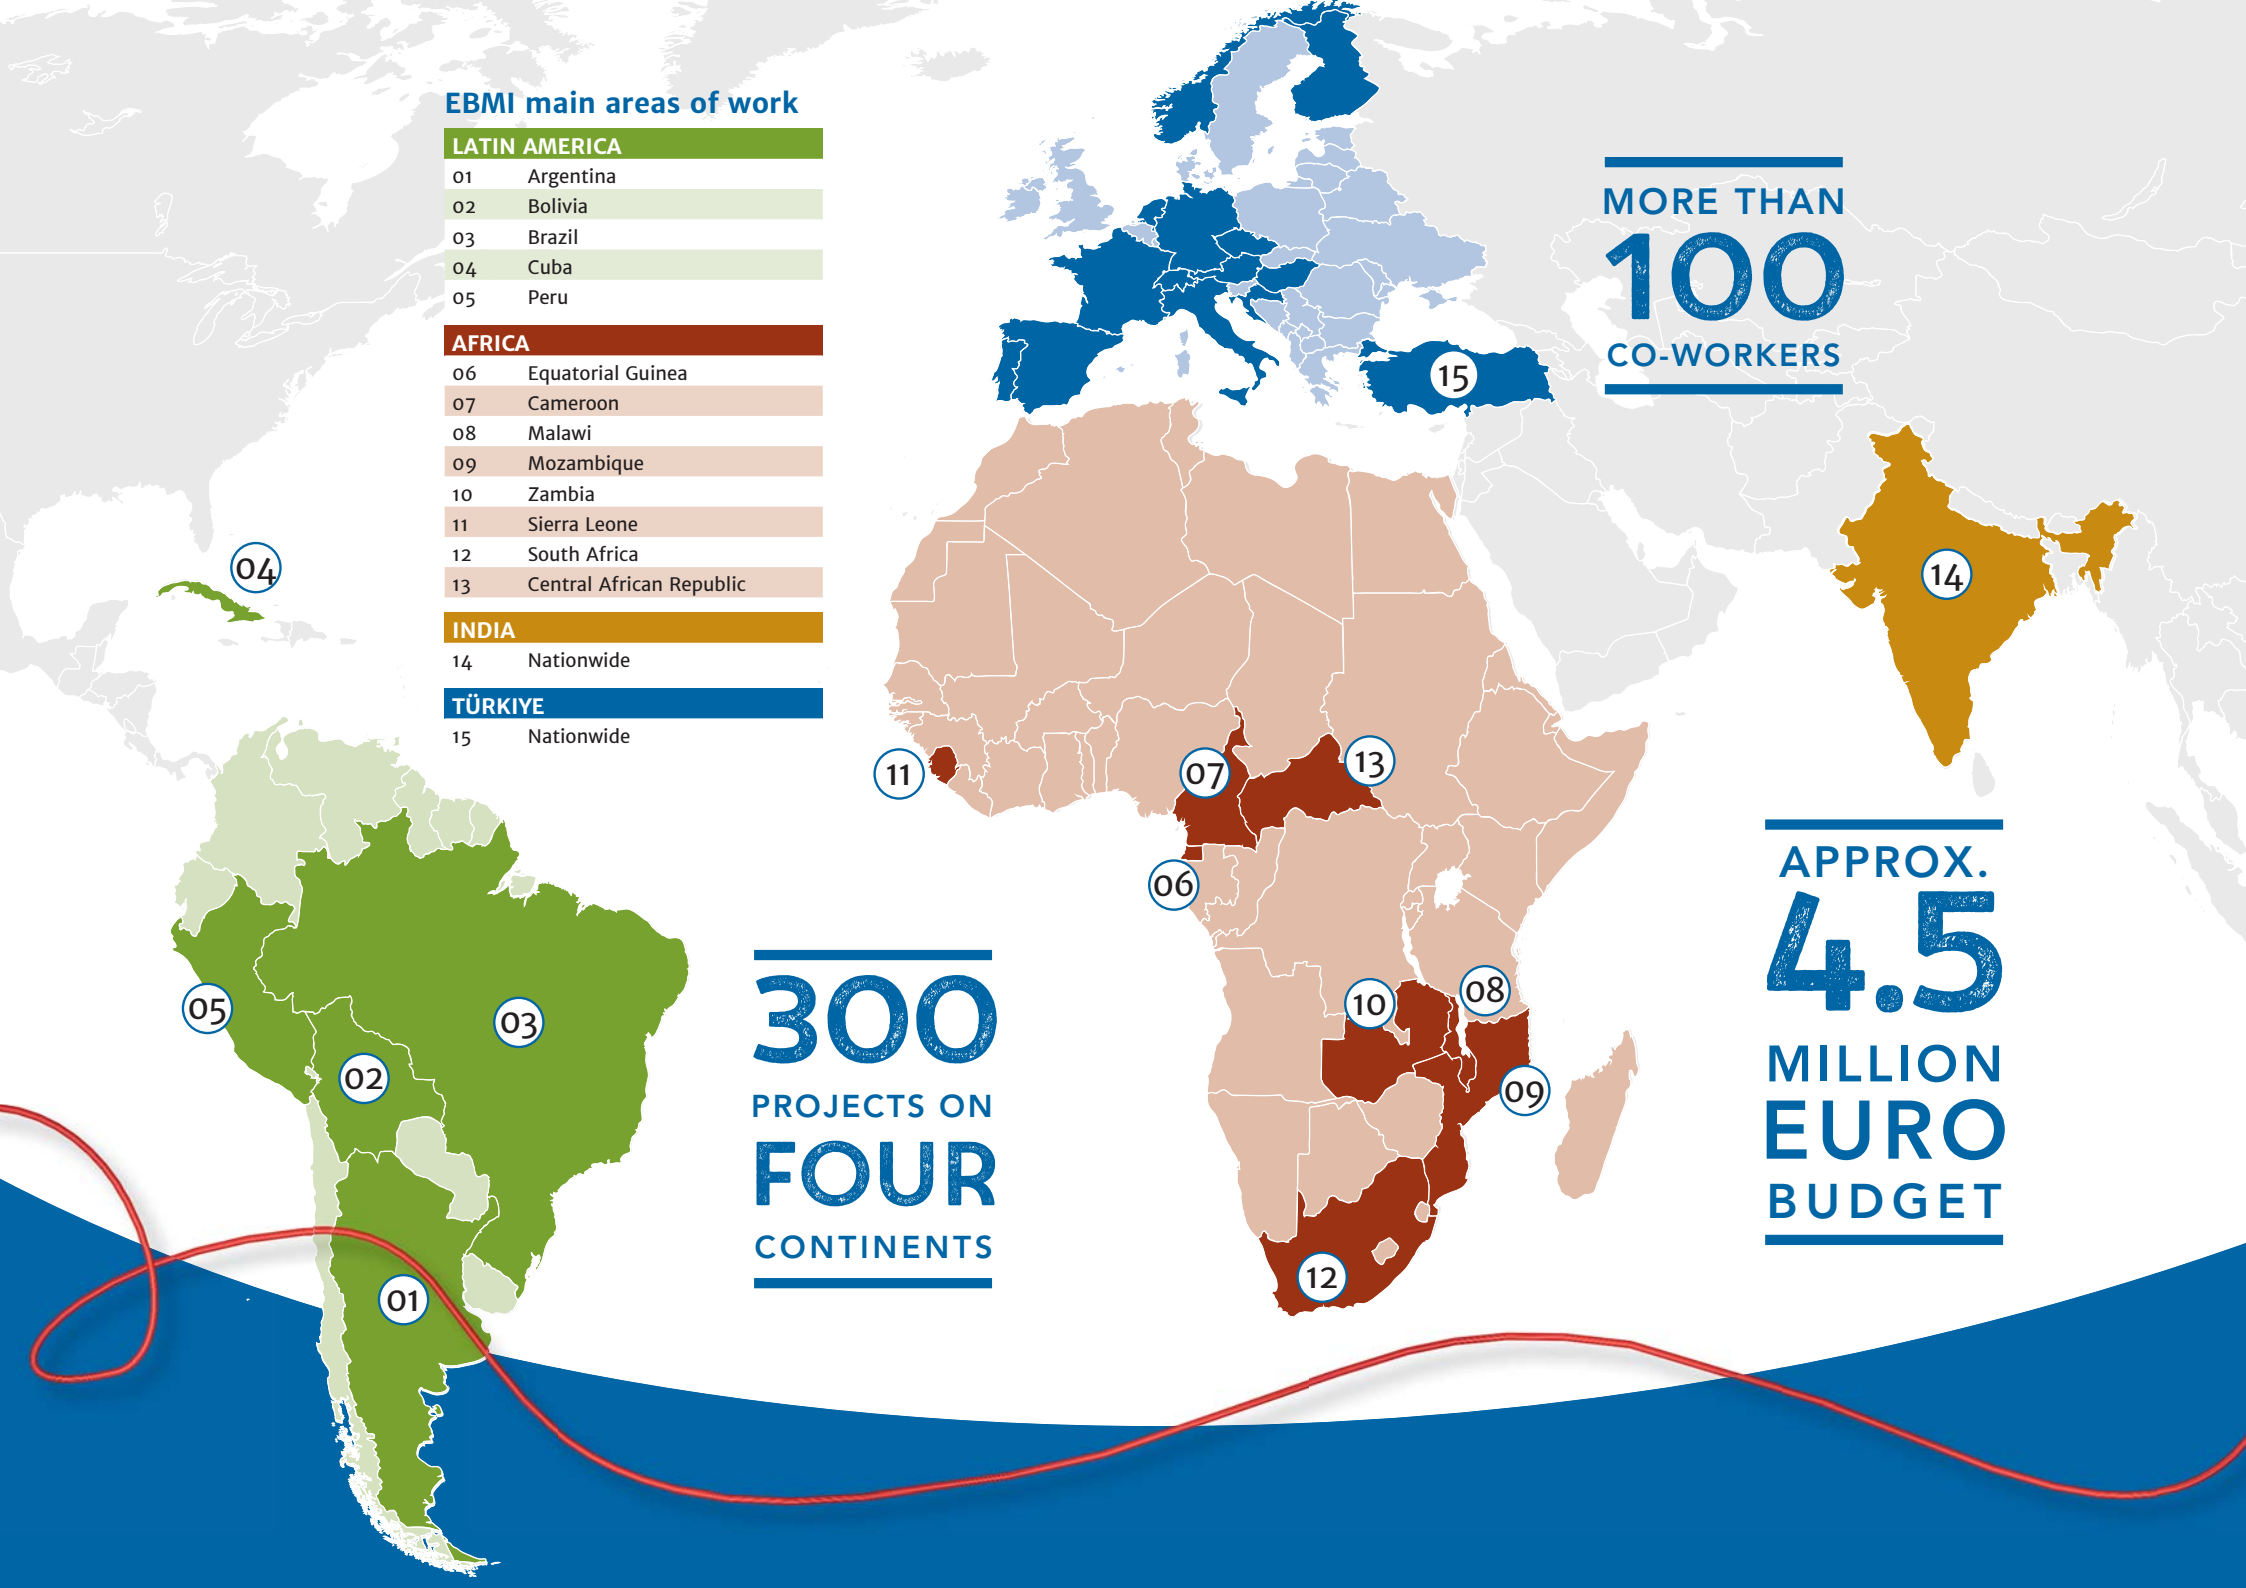 EBMI main areas of work
LATIN AMERICA
01 Argentina
02 Bolivia
03 Brazil
04 Cuba
05 Peru
AFRICA
06 Equatorial Guinea
07 Cameroon
08 Malawi
09 Mozambique
10 Zambia
11 Sierra Leone
12 South Africa
13 Central African Republic
INDIA
14 Nationwide
TÜRKIYE
15 Nationwide
MORE THAN
100
CO-WORKERS
15
14
04
11
07
13
06
05
03
02
01
10
08
09
12
300
PROJECTS ON
FOUR
CONTINENTS
APPROX.
4.5
MILLION
EURO
BUDGET